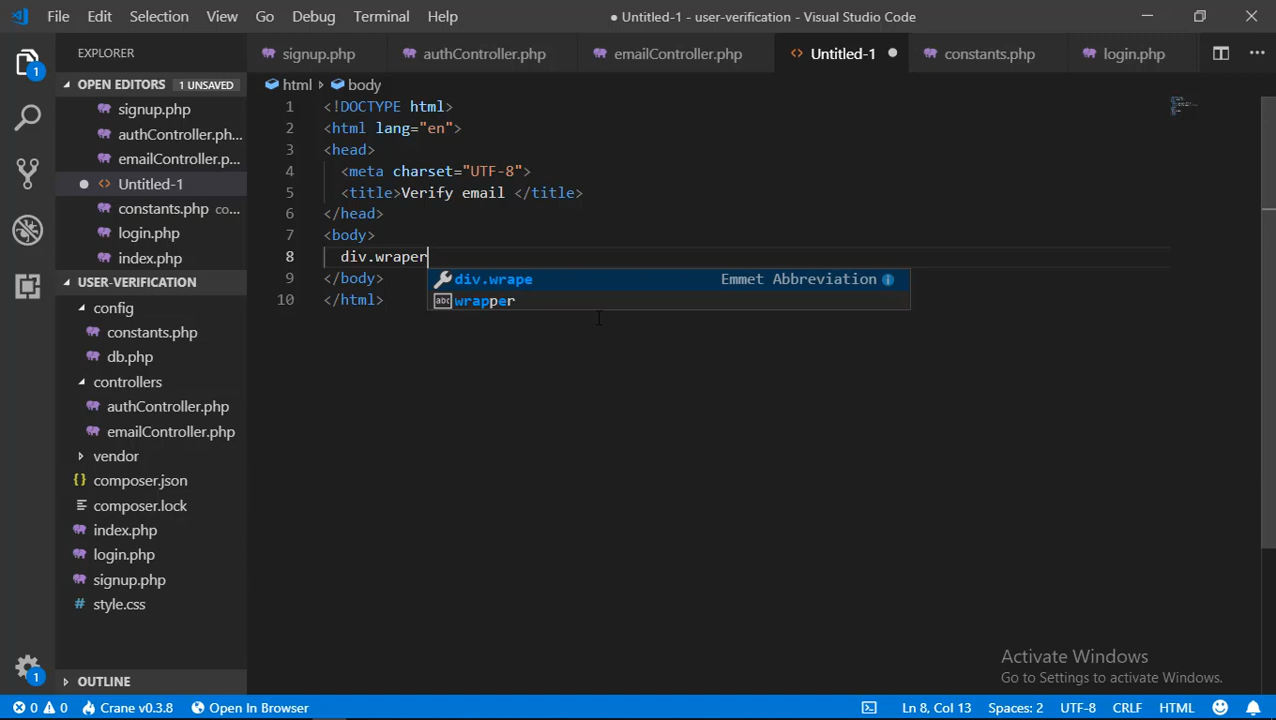 File Edit Selection View Go Debug Terminal Help
● Untitled-1 - user-verification - Visual Studio Code
EXPLORER
signup.php authController.php emailController.php Untitled-1 constants.php login.php
OPEN EDITORS 1 UNSAVED
signup.php
authController.ph...
emailController.p...
Untitled-1
constants.php co...
login.php
index.php
USER-VERIFICATION
config
constants.php
db.php
controllers
authController.php
emailController.php
vendor
composer.json
composer.lock
index.php
login.php
signup.php
style.css
OUTLINE
1
1
html body
1 <!DOCTYPE html>
2 <html lang="en">
3 <head>
4 <meta charset="UTF-8">
5 <title>Verify email </title>
6 </head>
7 <body>
8 div.wraper
9 </body>
10 </html>
div.wrape Emmet Abbreviation
abc wrapper
Activate Windows
Go to Settings to activate Windows.
0 0 Crane v0.3.8 Open In Browser Ln 8, Col 13 Spaces: 2 UTF-8 CRLF HTML